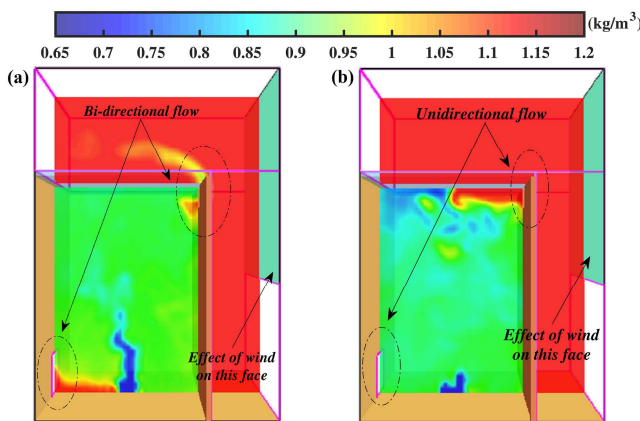 (kg/m³)
0.65 0.7 0.75 0.8 0.85 0.9 0.95 1 1.05 1.1 1.15 1.2
(a)
Bi-directional flow
Effect of wind
on this face
(b)
Unidirectional flow
Effect of wind
on this face